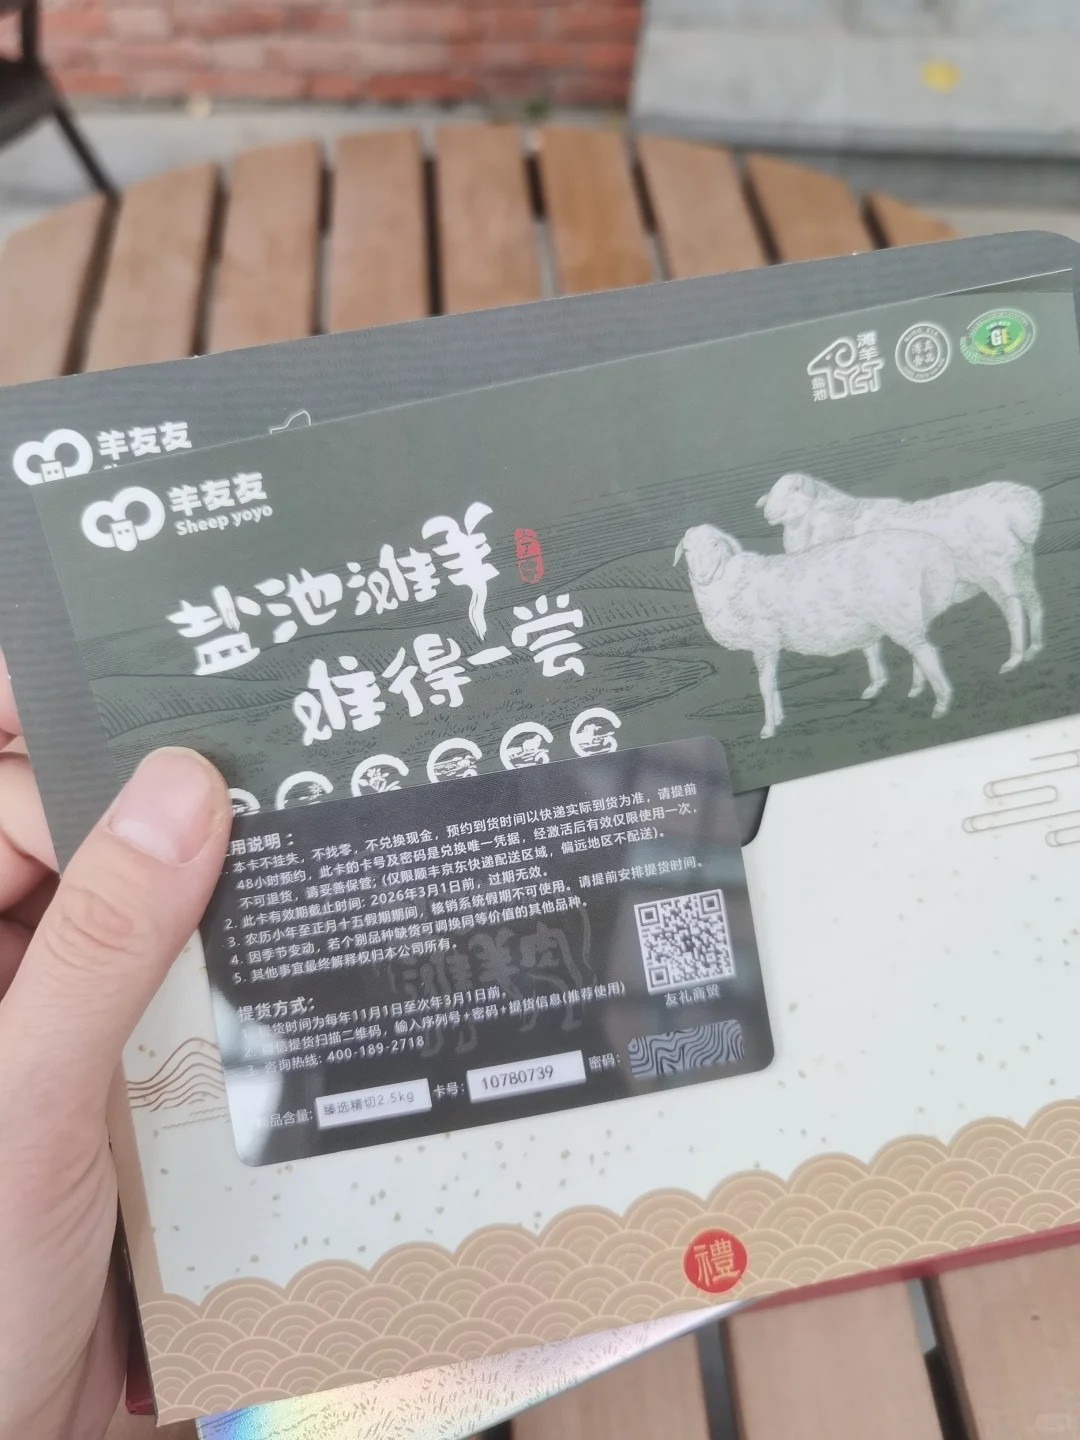 羊友友
羊友友
Sheep yoyo
盐池滩羊
难得一尝
滩羊
盐池
GI
用说明：
本卡不挂失，不找零，不兑换现金，预约到货时间以快递实际到货为准，请提前
48小时预约，此卡的卡号及密码是兑换唯一凭据，经激活后有效仅限使用一次，
不可退货，请妥善保管；(仅限顺丰京东快递配送区域，偏远地区不配送)。
2. 此卡有效期截止时间: 2026年3月1日前，过期无效。
3. 农历小年至正月十五假期期间，核销系统假期不可使用。请提前安排提货时间。
4. 因季节变动，若个别品种缺货可调换同等价值的其他品种。
5. 其他事宜最终解释权归本公司所有。
友礼商贸
提货方式：
1. 提货时间为每年11月1日至次年3月1日前。
2. 微信提货扫描二维码，输入序列号+密码+提货信息(推荐使用)
3. 咨询热线: 400-189-2718
品含量: 臻选精切2.5kg 卡号: 10780739 密码:
禮